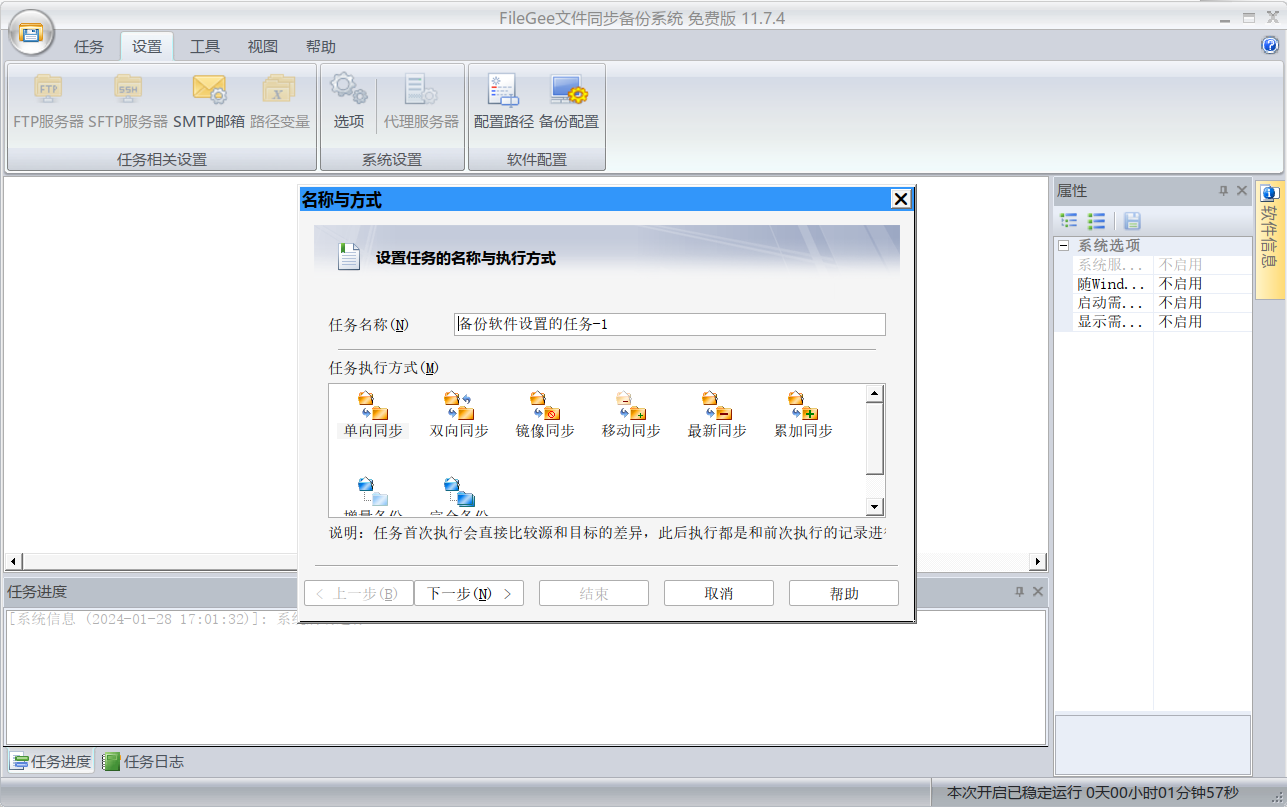 FileGee文件同步备份系统 免费版 11.7.4
任务 设置 工具 视图 帮助
FTP SSH x
FTP服务器 SFTP服务器 SMTP邮箱 路径变量 选项 代理服务器 配置路径 备份配置
任务相关设置 系统设置 软件配置
名称与方式
设置任务的名称与执行方式
任务名称(N) 备份软件设置的任务-1
任务执行方式(M)
单向同步 双向同步 镜像同步 移动同步 最新同步 累加同步
增量备份 完全备份
说明：任务首次执行会直接比较源和目标的差异，此后执行都是和前次执行的记录进
< 上一步(B) 下一步(N) > 结束 取消 帮助
属性
系统选项
系统服... 不启用
随Wind... 不启用
启动需... 不启用
显示需... 不启用
软件信息
任务进度
[系统信息 (2024-01-28 17:01:32)]: 系统
任务进度 任务日志
本次开启已稳定运行 0天00小时01分钟57秒